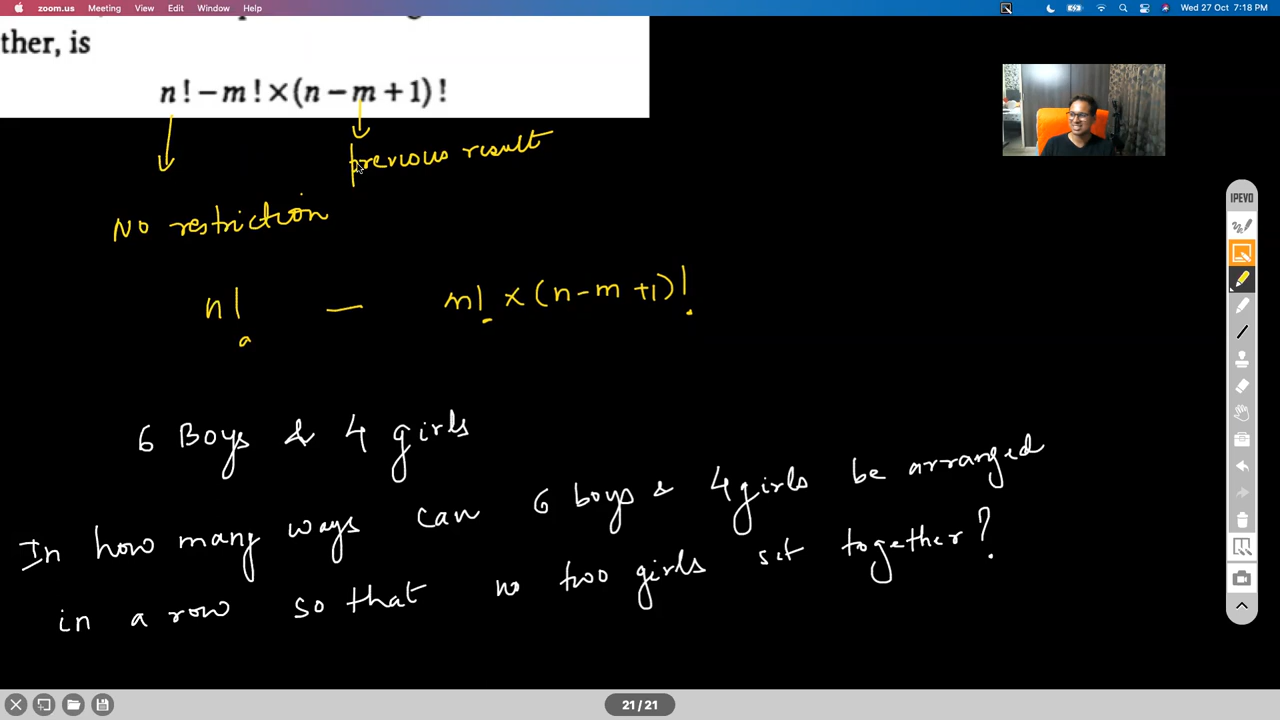 zoom.us Meeting View Edit Window Help Wed 27 Oct 7:18 PM
ther, is
n! – m! × (n – m + 1)!
previous result
No restriction
n! — m! × (n – m + 1)!
6 Boys & 4 girls
In how many ways can 6 boys & 4 girls be arranged
in a row so that no two girls sit together?
IPEVO
21 / 21